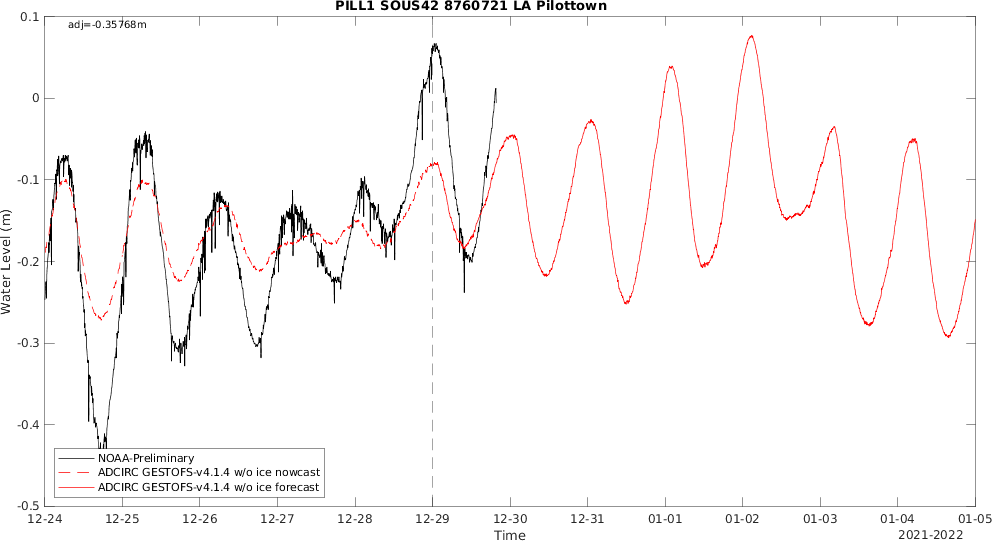 PILL1 SOUS42 8760721 LA Pilottown
adj=-0.35768m
0.1
0
-0.1
-0.2
-0.3
-0.4
-0.5
Water Level (m)
NOAA-Preliminary
ADCIRC GESTOFS-v4.1.4 w/o ice nowcast
ADCIRC GESTOFS-v4.1.4 w/o ice forecast
12-24 12-25 12-26 12-27 12-28 12-29 12-30 12-31 01-01 01-02 01-03 01-04 01-05
Time
2021-2022